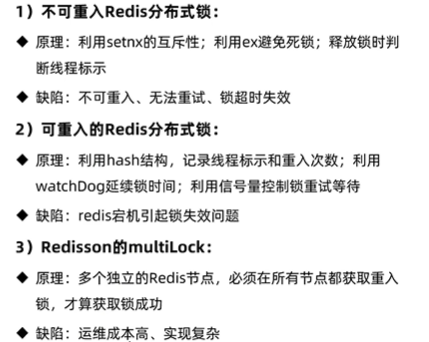 1）不可重入Redis分布式锁：
◆ 原理：利用setnx的互斥性；利用ex避免死锁；释放锁时判
断线程标示
◆ 缺陷：不可重入、无法重试、锁超时失效
2）可重入的Redis分布式锁：
◆ 原理：利用hash结构，记录线程标示和重入次数；利用
watchDog延续锁时间；利用信号量控制锁重试等待
◆ 缺陷：redis宕机引起锁失效问题
3）Redisson的multiLock：
◆ 原理：多个独立的Redis节点，必须在所有节点都获取重入
锁，才算获取锁成功
◆ 缺陷：运维成本高、实现复杂